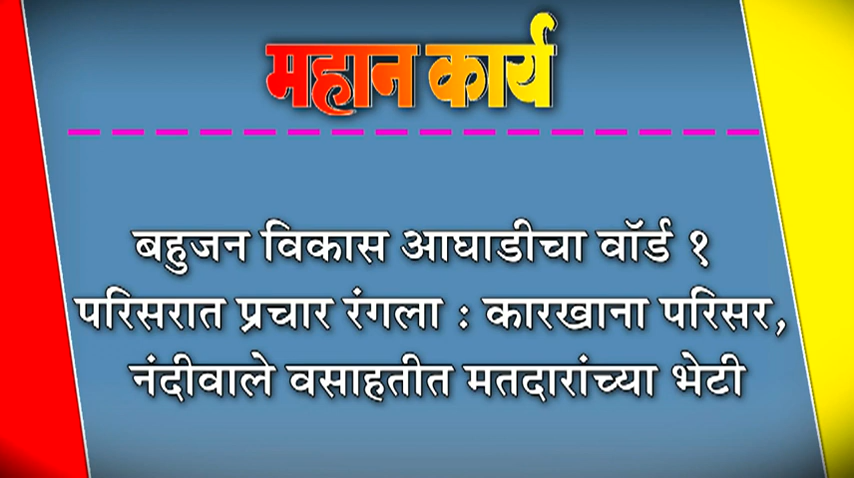 महान कार्य
बहुजन विकास आघाडीचा वॉर्ड १
परिसरात प्रचार रंगला : कारखाना परिसर,
नंदीवाले वसाहतीत मतदारांच्या भेटी